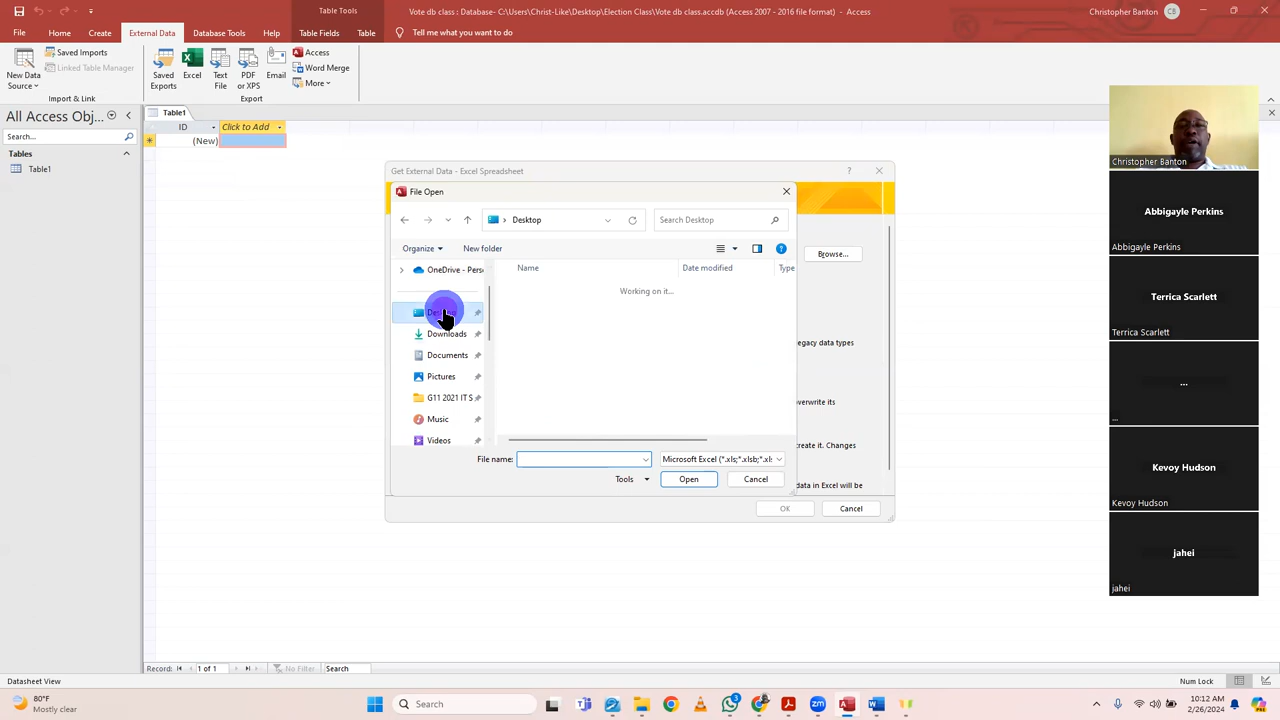 Table Tools
Vote db class : Database- C:\Users\Christ-Like\Desktop\Election Class\Vote db class.accdb (Access 2007 - 2016 file format) - Access
Christopher Banton
CB
File
Home
Create
External Data
Database Tools
Help
Table Fields
Table
Tell me what you want to do
New Data
Source
Saved Imports
Linked Table Manager
Import & Link
Saved
Exports
Excel
Text
File
PDF
or XPS
Email
Access
Word Merge
More
Export
All Access Obj...
Search...
Tables
Table1
Table1
ID
Click to Add
(New)
Get External Data - Excel Spreadsheet
?
File Open
Desktop
Search Desktop
Organize
New folder
OneDrive - Perso
Name
Date modified
Type
Working on it...
Downloads
Documents
Pictures
G11 2021 IT S
Music
Videos
File name:
Microsoft Excel (*.xls;*.xlsb;*.xls
Tools
Open
Cancel
Browse...
egacy data types
overwrite its
create it. Changes
data in Excel will be
OK
Cancel
Christopher Banton
Abbigayle Perkins
Abbigayle Perkins
Terrica Scarlett
Terrica Scarlett
...
...
Kevoy Hudson
Kevoy Hudson
jahei
jahei
Record:
1 of 1
No Filter
Search
Datasheet View
Num Lock
80°F
Mostly clear
Search
3
zm
10:12 AM
2/26/2024